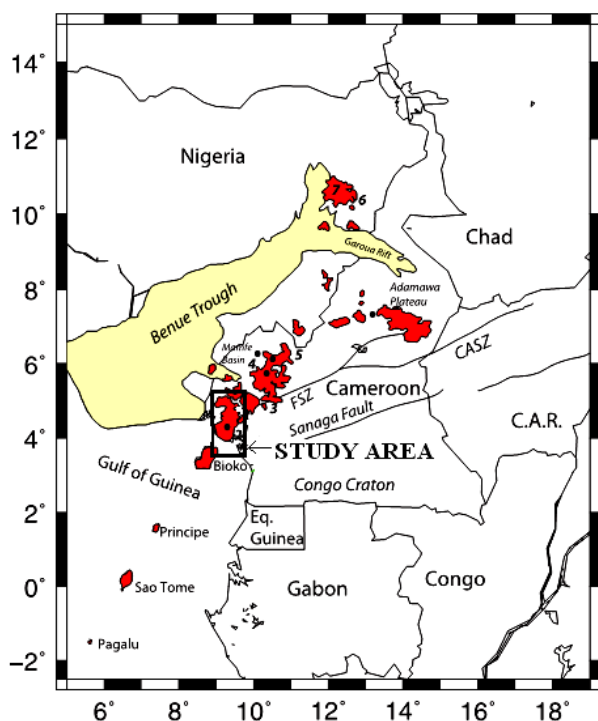 14°
12°
10°
8°
6°
4°
2°
0°
−2°
Nigeria
7
6
Garoua Rift
Chad
Benue Trough
Adamawa
Plateau
Mamfe
Basin
4
5
CASZ
3
FSZ
Cameroon
Sanaga Fault
C.A.R.
STUDY AREA
Bioko
Gulf of Guinea
Congo Craton
Principe
Eq.
Guinea
Sao Tome
Gabon
Congo
Pagalu
6° 8° 10° 12° 14° 16° 18°